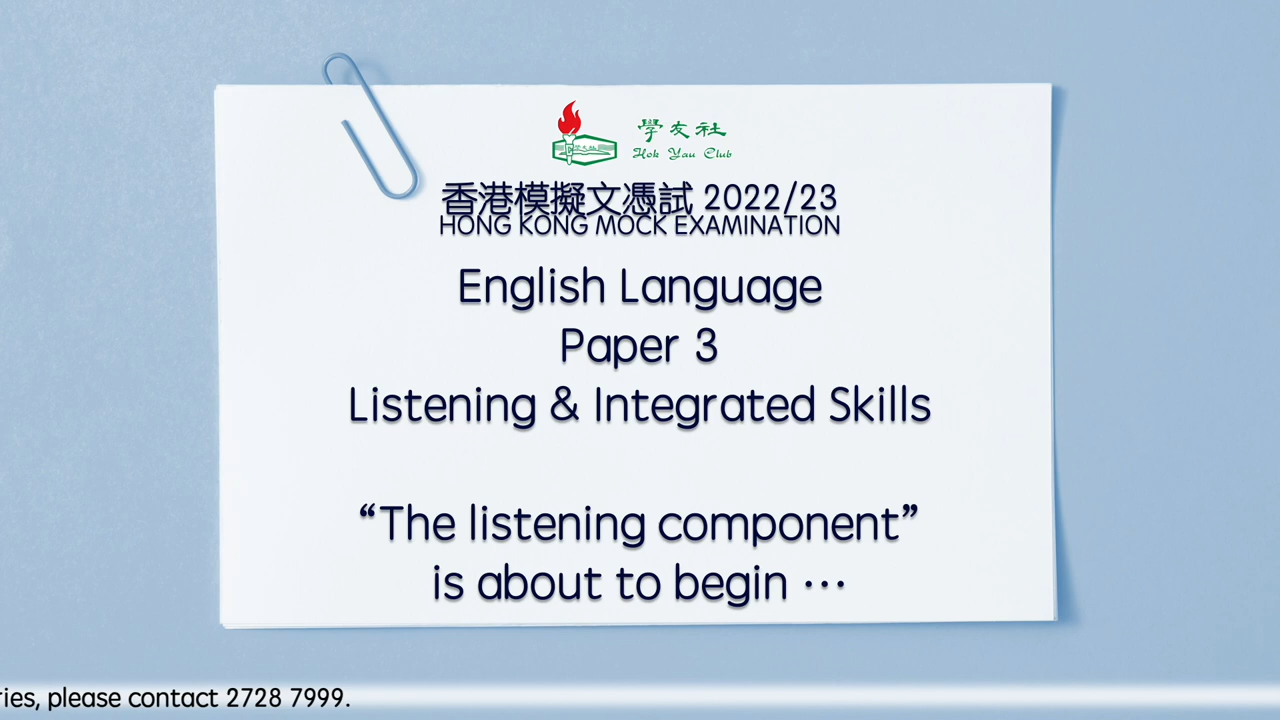 學友社
Hok Yau Club
香港模擬文憑試 2022/23
HONG KONG MOCK EXAMINATION
English Language
Paper 3
Listening & Integrated Skills
“The listening component”
is about to begin ⋯
please contact 2728 7999.